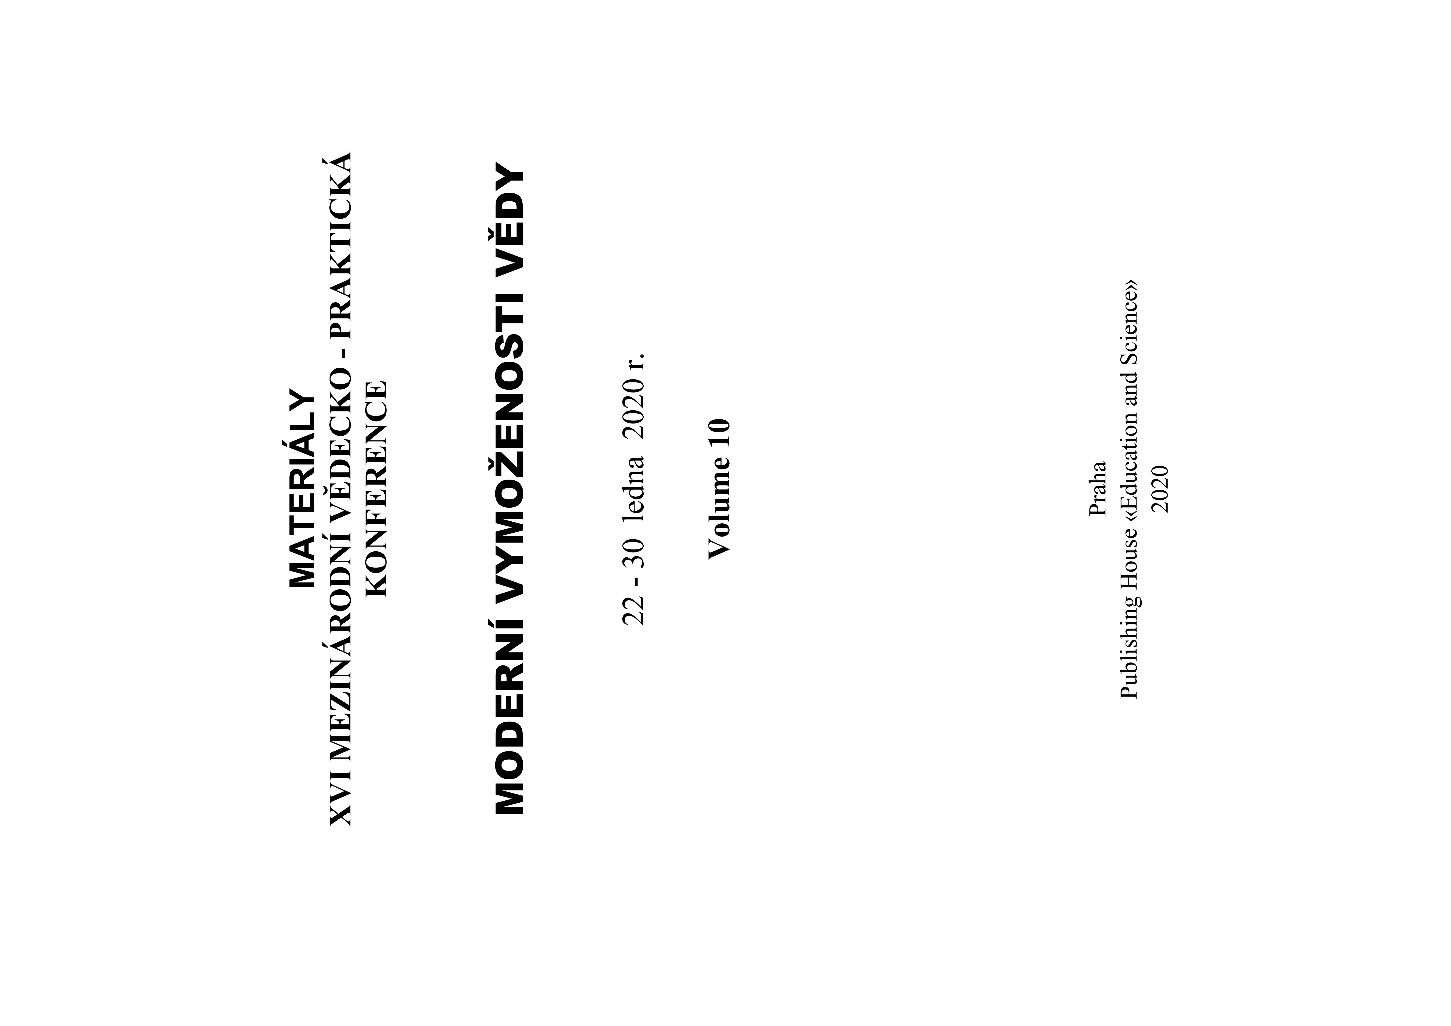 MATERIÁLY
XVI MEZINÁRODNÍ VĚDECKO - PRAKTICKÁ
KONFERENCE
MODERNÍ VYMOŽENOSTI VĚDY
22 - 30 ledna 2020 r.
Volume 10
Praha
Publishing House «Education and Science»
2020